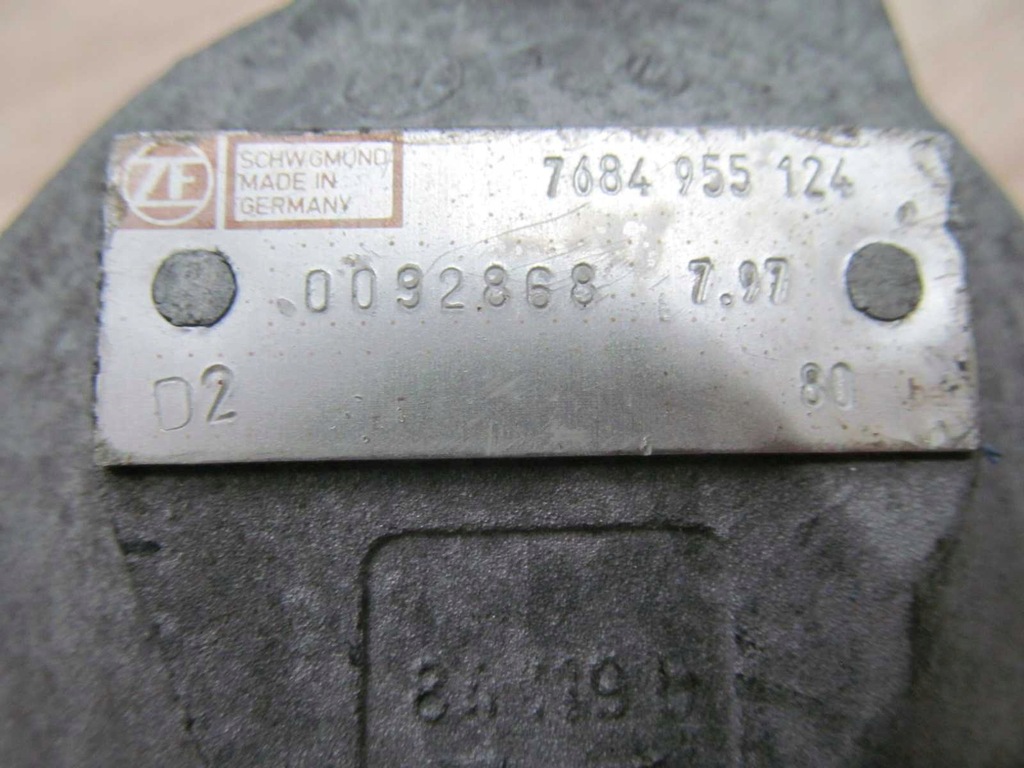 ZF
SCHW.GMÜND
MADE IN
GERMANY
7684 955 124
0092868 7.97
D2 80